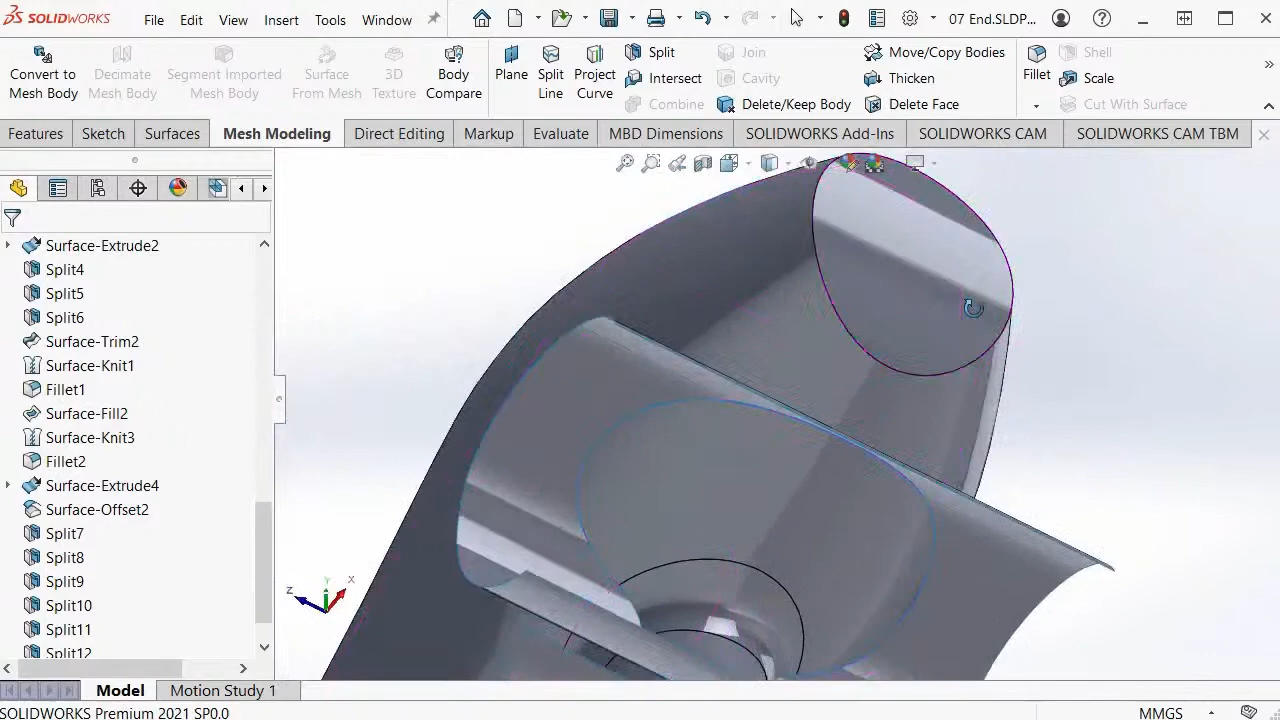 SOLIDWORKS File Edit View Insert Tools Window 07 End.SLDP...
Convert to Mesh Body
Decimate Mesh Body
Segment Imported Mesh Body
Surface From Mesh
3D Texture
Body Compare
Plane
Split Line
Project Curve
Split
Intersect
Combine
Join
Cavity
Delete/Keep Body
Move/Copy Bodies
Thicken
Delete Face
Fillet
Shell
Scale
Cut With Surface
Features Sketch Surfaces Mesh Modeling Direct Editing Markup Evaluate MBD Dimensions SOLIDWORKS Add-Ins SOLIDWORKS CAM SOLIDWORKS CAM TBM
Surface-Extrude2
Split4
Split5
Split6
Surface-Trim2
Surface-Knit1
Fillet1
Surface-Fill2
Surface-Knit3
Fillet2
Surface-Extrude4
Surface-Offset2
Split7
Split8
Split9
Split10
Split11
Split12
Y
Z
X
Model Motion Study 1
SOLIDWORKS Premium 2021 SP0.0 MMGS